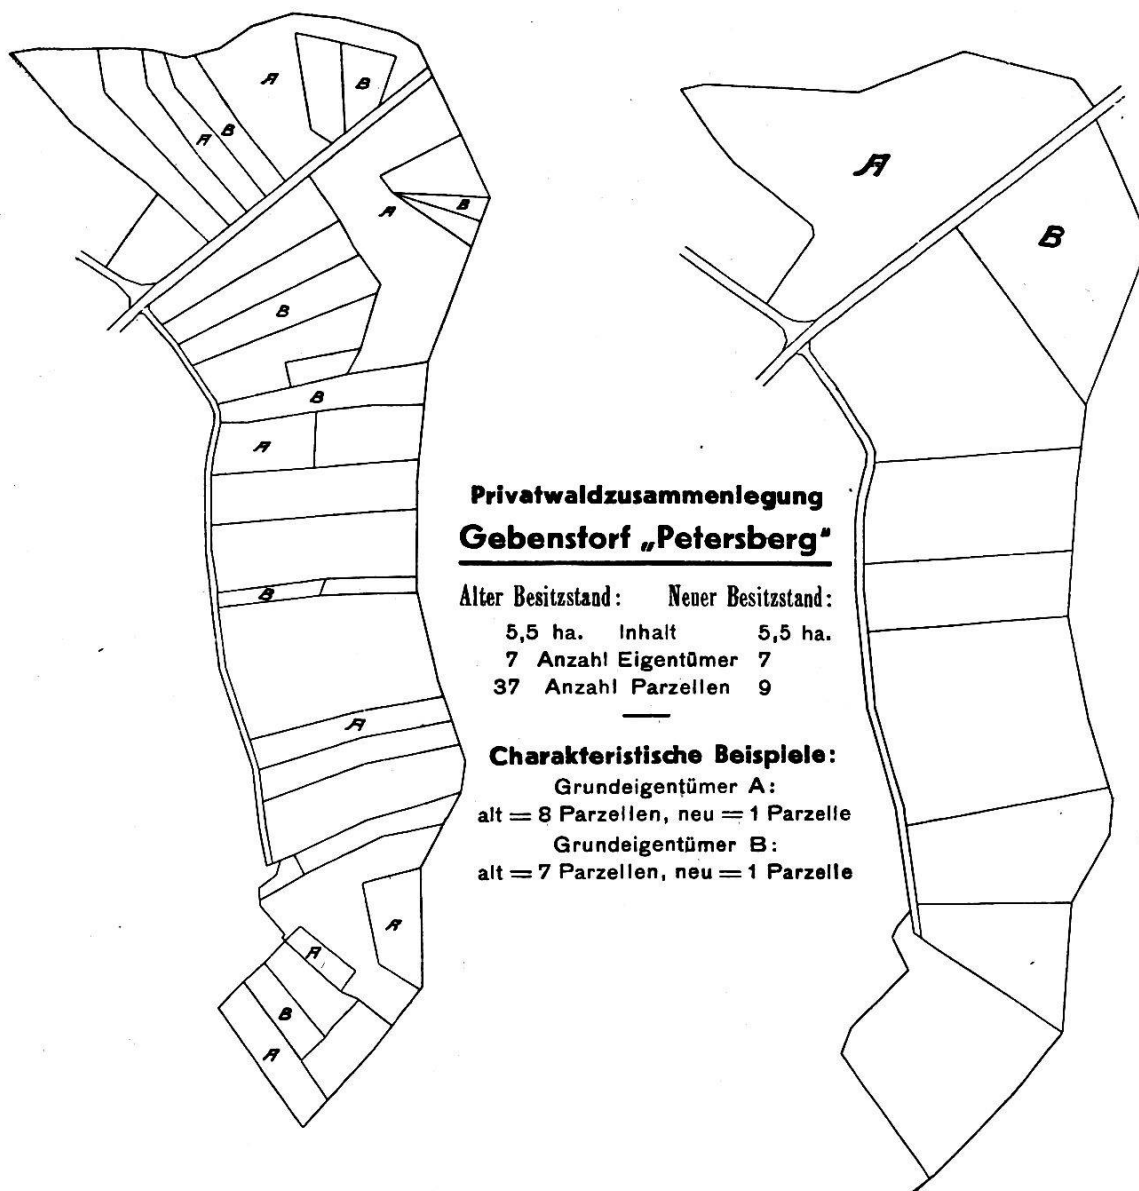 A
B
A
B
A
B
B
B
A
B
A
A
A
B
A
A
B
Privatwaldzusammenlegung
Gebenstorf „Petersberg"
Alter Besitzstand: Neuer Besitzstand:
5,5 ha. Inhalt 5,5 ha.
7 Anzahl Eigentümer 7
37 Anzahl Parzellen 9
Charakteristische Beispiele:
Grundeigentümer A:
alt = 8 Parzellen, neu = 1 Parzelle
Grundeigentümer B:
alt = 7 Parzellen, neu = 1 Parzelle